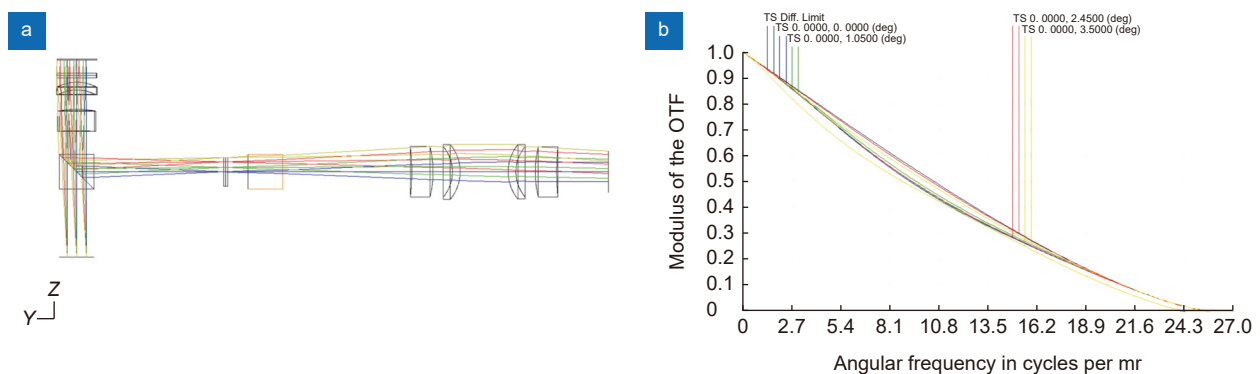 a
Z
Y
b
TS Diff. Limit
TS 0. 0000, 0. 0000 (deg)
TS 0. 0000, 1.0500 (deg)
TS 0. 0000, 2.4500 (deg)
TS 0. 0000, 3.5000 (deg)
Modulus of the OTF
1.0
0.9
0.8
0.7
0.6
0.5
0.4
0.3
0.2
0.1
0
0 2.7 5.4 8.1 10.8 13.5 16.2 18.9 21.6 24.3 27.0
Angular frequency in cycles per mr